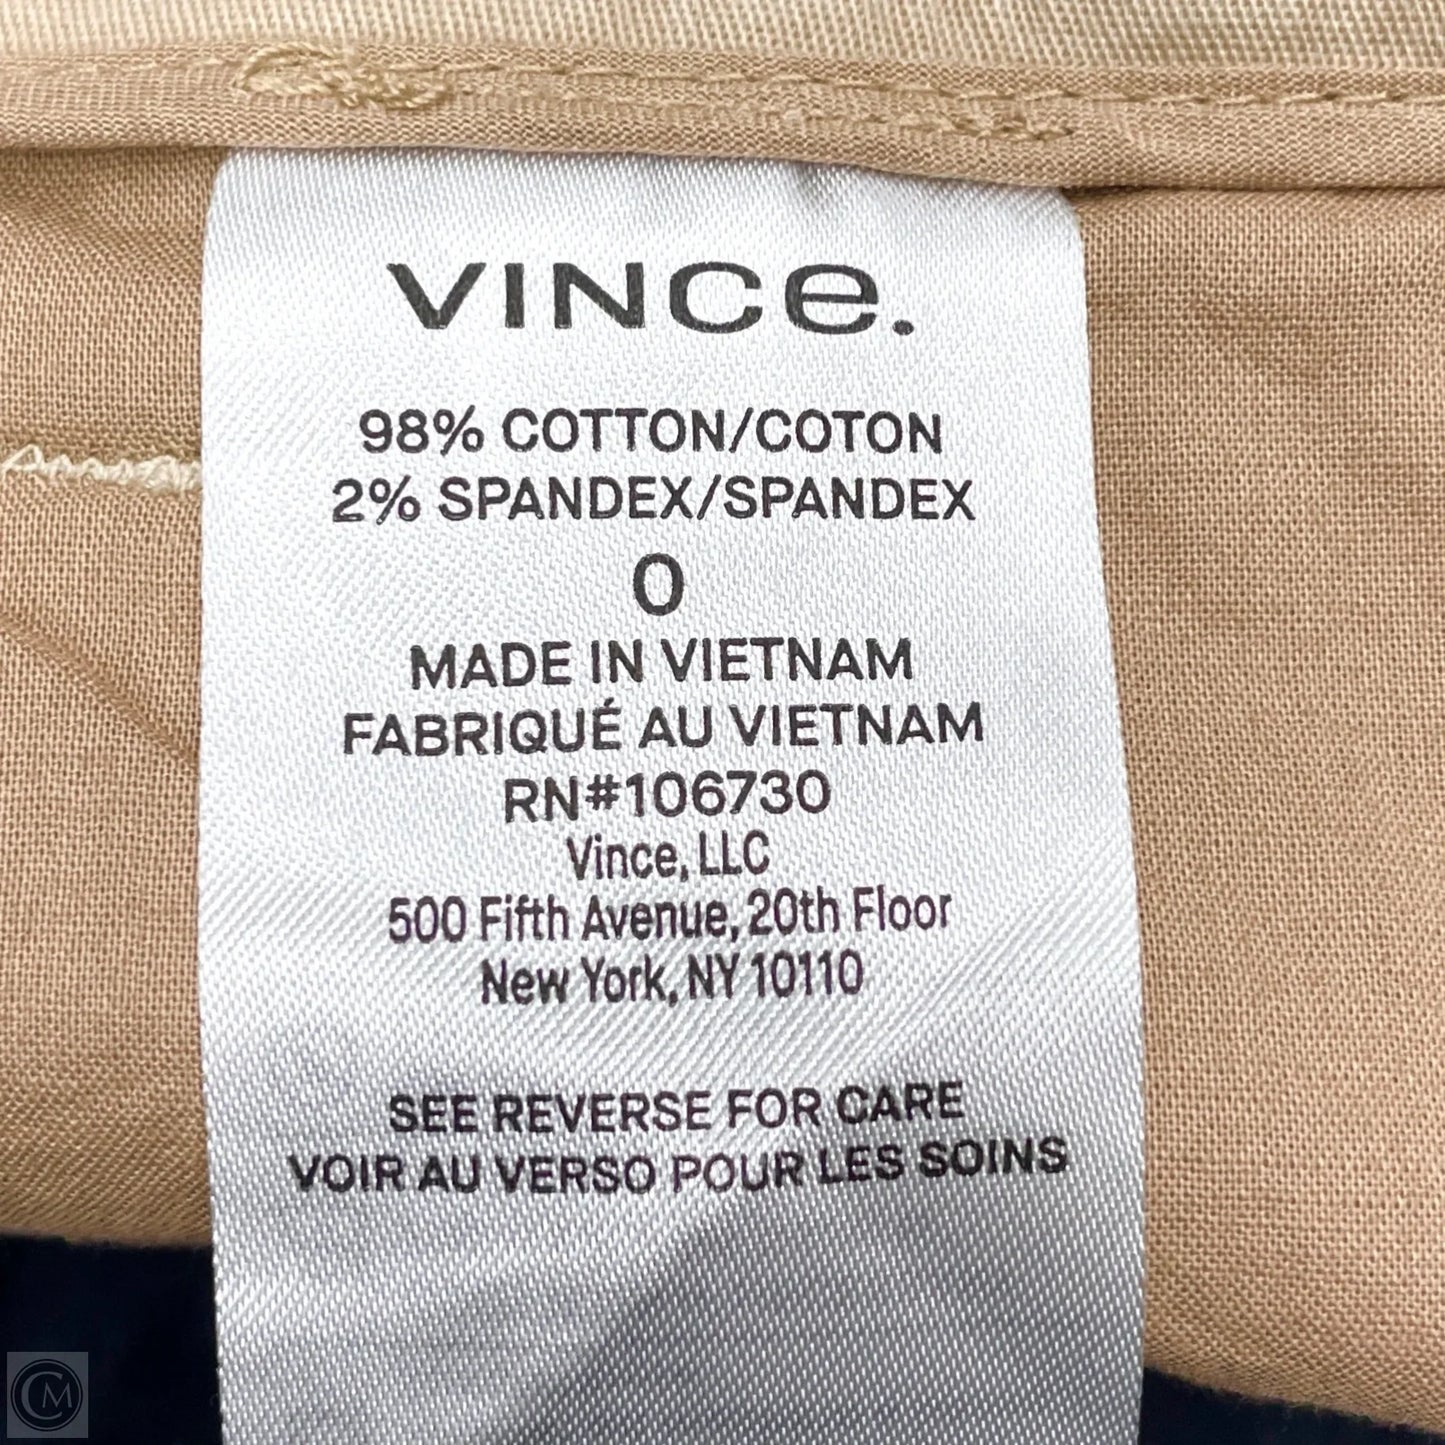 VINCe.
98% COTTON/COTON
2% SPANDEX/SPANDEX
0
MADE IN VIETNAM
FABRIQUÉ AU VIETNAM
RN#106730
Vince, LLC
500 Fifth Avenue, 20th Floor
New York, NY 10110
SEE REVERSE FOR CARE
VOIR AU VERSO POUR LES SOINS
CM